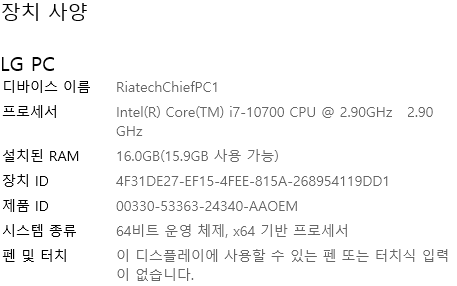 장치 사양
LG PC
디바이스 이름 RiatechChiefPC1
프로세서 Intel(R) Core(TM) i7-10700 CPU @ 2.90GHz 2.90
GHz
설치된 RAM 16.0GB(15.9GB 사용 가능)
장치 ID 4F31DE27-EF15-4FEE-815A-268954119DD1
제품 ID 00330-53363-24340-AAOEM
시스템 종류 64비트 운영 체제, x64 기반 프로세서
펜 및 터치 이 디스플레이에 사용할 수 있는 펜 또는 터치식 입력
이 없습니다.